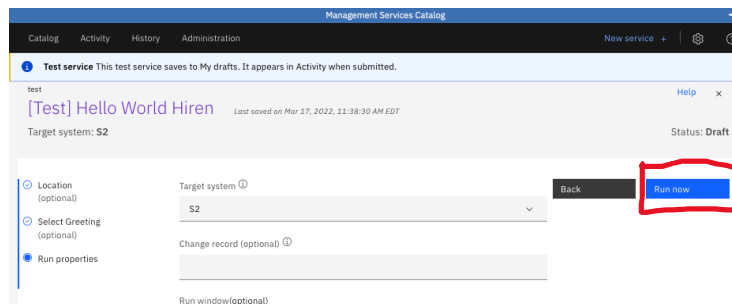 Management Services Catalog
Catalog Activity History Administration New service +
Test service This test service saves to My drafts. It appears in Activity when submitted.
test
Help
[Test] Hello World Hiren Last saved on Mar 17, 2022, 11:38:30 AM EDT
Target system: S2 Status: Draft
Location
(optional)
Select Greeting
(optional)
Run properties
Target system
S2
Change record (optional)
Run window(optional)
Back
Run now